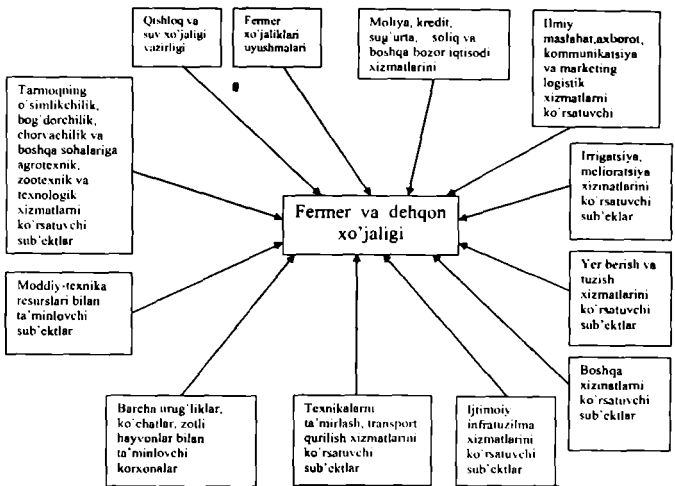 Qishloq va
suv xo'jaligi
vazirligi
Fermer
xo'jaliklari
uyushmalari
Moliya, kredit,
sug'urta, soliq va
boshqa bozor iqtisodi
xizmatlarini
Ilmiy
maslahat,axborot,
kommunikatsiya
va marketing
logistik
xizmatlarni
ko'rsatuvchi
Tarmoqning
o'simlikchilik,
bog'dorchilik,
chorvachilik va
boshqa sohalariga
agrotexnik,
zootexnik va
texnologik
xizmatlarni
ko'rsatuvchi
sub'ektlar
Irrigatsiya,
melioratsiya
xizmatlarini
ko'rsatuvchi
sub'eklar
Fermer va dehqon
xo'jaligi
Yer berish va
tuzish
xizmatlarini
ko'rsatuvchi
sub'ektlar
Moddiy-texnika
resurslari bilan
ta'minlovchi
sub'ektlar
Boshqa
xizmatlarni
ko'rsatuvchi
sub'ektlar
Barcha urug'liklar,
ko'chatlar, zotli
hayvonlar bilan
ta'minlovchi
korxonalar
Texnikalarni
ta'mirlash, transport
qurilish xizmatlarini
ko'rsatuvchi
sub'ektlar
Ijtimoiy
infratuzilma
xizmatlarini
ko'rsatuvchi
sub'ektlar